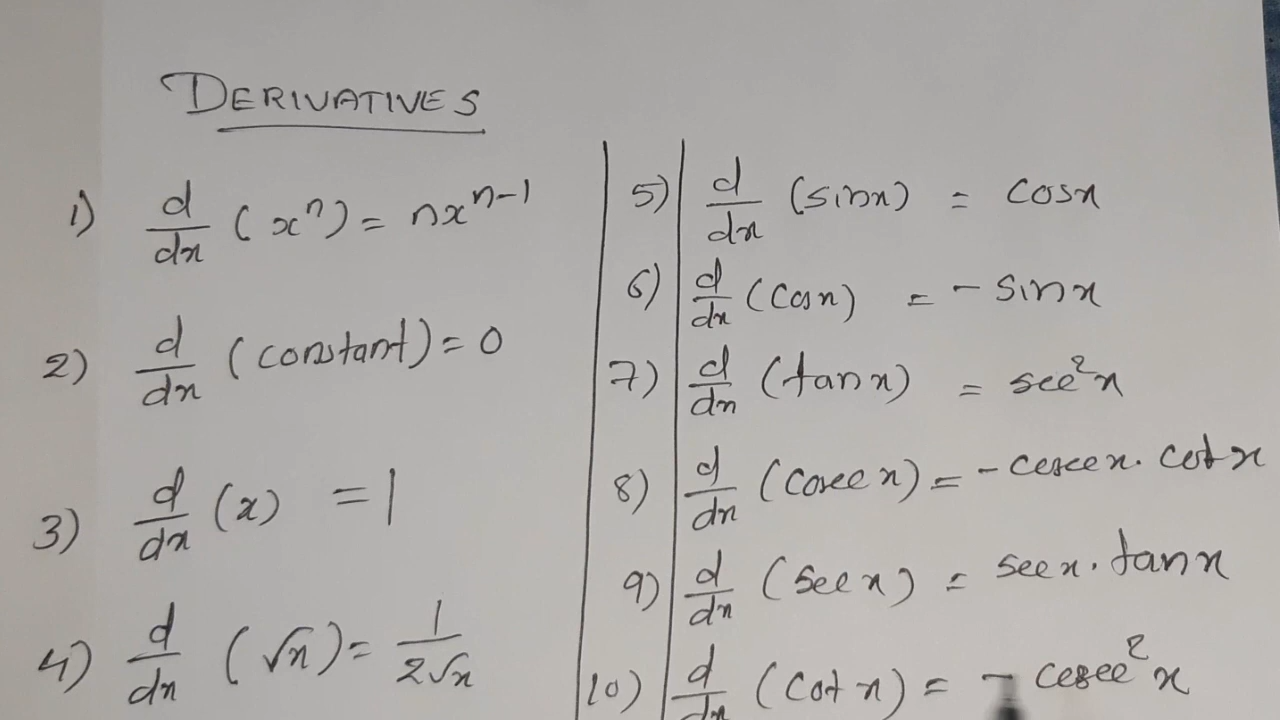 DERIVATIVES
1) d/dx (xⁿ) = nxⁿ⁻¹
2) d/dx (constant) = 0
3) d/dx (x) = 1
4) d/dx (√x) = 1/2√x
5) d/dx (sinx) = cosx
6) d/dx (cosx) = -sinx
7) d/dx (tanx) = sec²x
8) d/dx (cosecx) = -cosecx.cotx
9) d/dx (secx) = secx.tanx
10) d/dx (cotx) = -cosec²x